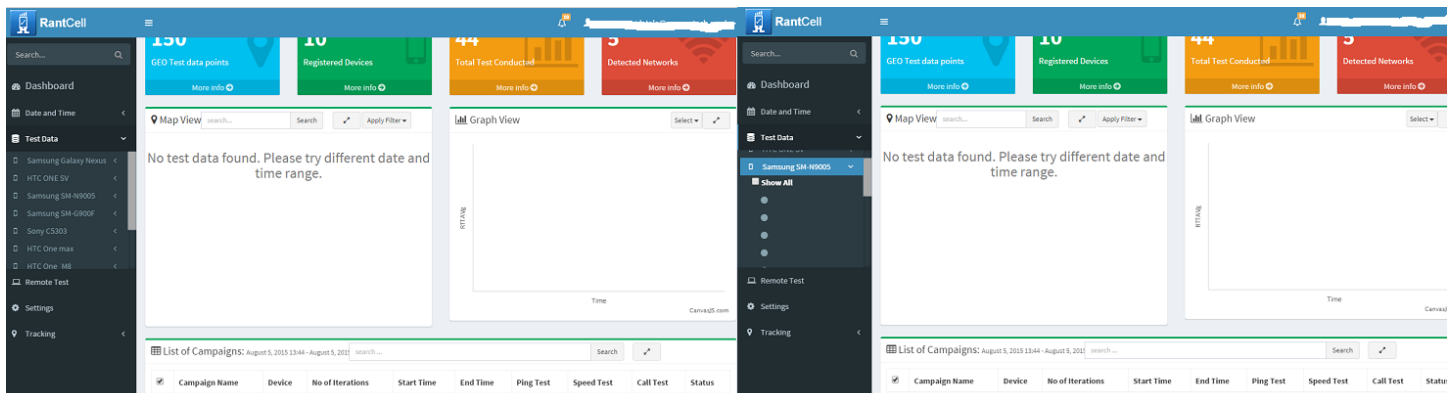 RantCell
150
10
44
5
GEO Test data points
Registered Devices
Total Test Conducted
Detected Networks
More info
More info
More info
More info
Search...
Dashboard
Date and Time
Test Data
Samsung Galaxy Nexus
HTC ONE SV
Samsung SM-N9005
Samsung SM-G900F
Sony C5303
HTC One max
HTC One M8
Remote Test
Settings
Tracking
Map View
search...
Search
Apply Filter
No test data found. Please try different date and
time range.
Graph View
Select
RTT AVg
Time
CanvasJS.com
List of Campaigns: August 5, 2015 13:44 - August 5, 201
search ...
Search
Campaign Name Device No of Iterations Start Time End Time Ping Test Speed Test Call Test Status
RantCell
150
10
44
5
GEO Test data points
Registered Devices
Total Test Conducted
Detected Networks
More info
More info
More info
More info
Search...
Dashboard
Date and Time
Test Data
HTC ONE SV
Samsung SM-N9005
Show All
Remote Test
Settings
Tracking
Map View
search...
Search
Apply Filter
No test data found. Please try different date and
time range.
Graph View
Select
RTT AVg
Time
CanvasJS
List of Campaigns: August 5, 2015 13:44 - August 5, 201
search ...
Search
Campaign Name Device No of Iterations Start Time End Time Ping Test Speed Test Call Test Status